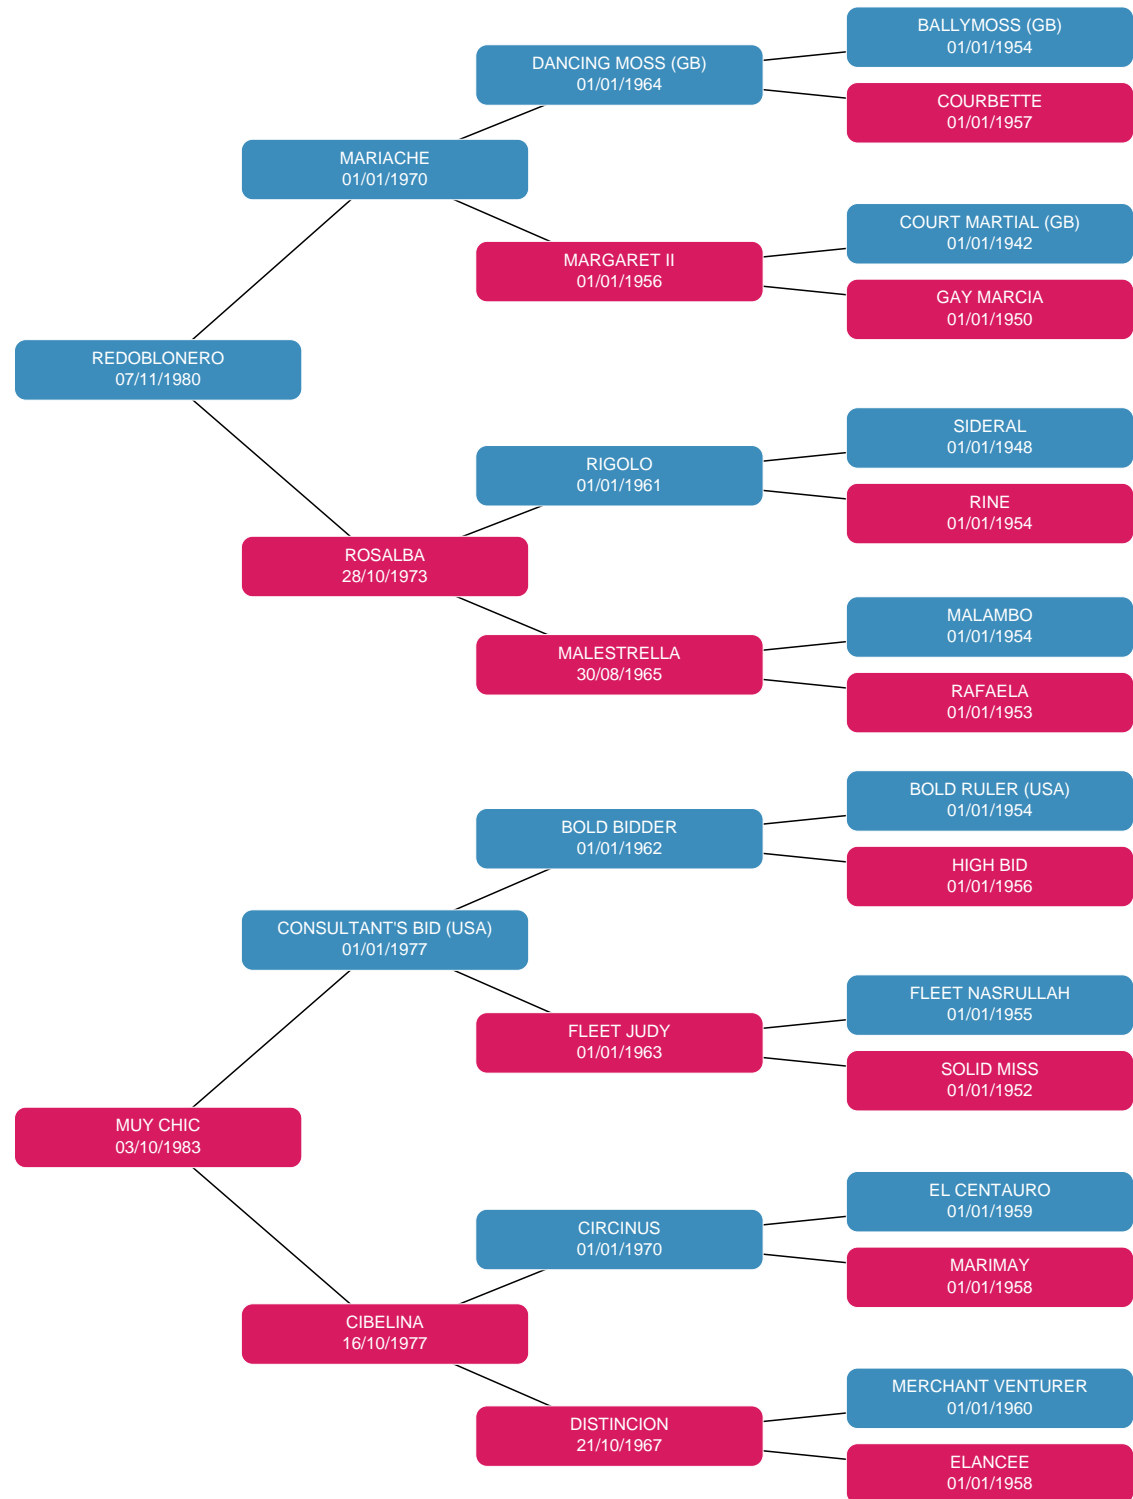 BALLYMOSS (GB)
01/01/1954
DANCING MOSS (GB)
01/01/1964
COURBETTE
01/01/1957
MARIACHE
01/01/1970
COURT MARTIAL (GB)
01/01/1942
MARGARET II
01/01/1956
GAY MARCIA
01/01/1950
REDOBLONERO
07/11/1980
SIDERAL
01/01/1948
RIGOLO
01/01/1961
RINE
01/01/1954
ROSALBA
28/10/1973
MALAMBO
01/01/1954
MALESTRELLA
30/08/1965
RAFAELA
01/01/1953
BOLD RULER (USA)
01/01/1954
BOLD BIDDER
01/01/1962
HIGH BID
01/01/1956
CONSULTANT'S BID (USA)
01/01/1977
FLEET NASRULLAH
01/01/1955
FLEET JUDY
01/01/1963
SOLID MISS
01/01/1952
MUY CHIC
03/10/1983
EL CENTAURO
01/01/1959
CIRCINUS
01/01/1970
MARIMAY
01/01/1958
CIBELINA
16/10/1977
MERCHANT VENTURER
01/01/1960
DISTINCION
21/10/1967
ELANCEE
01/01/1958